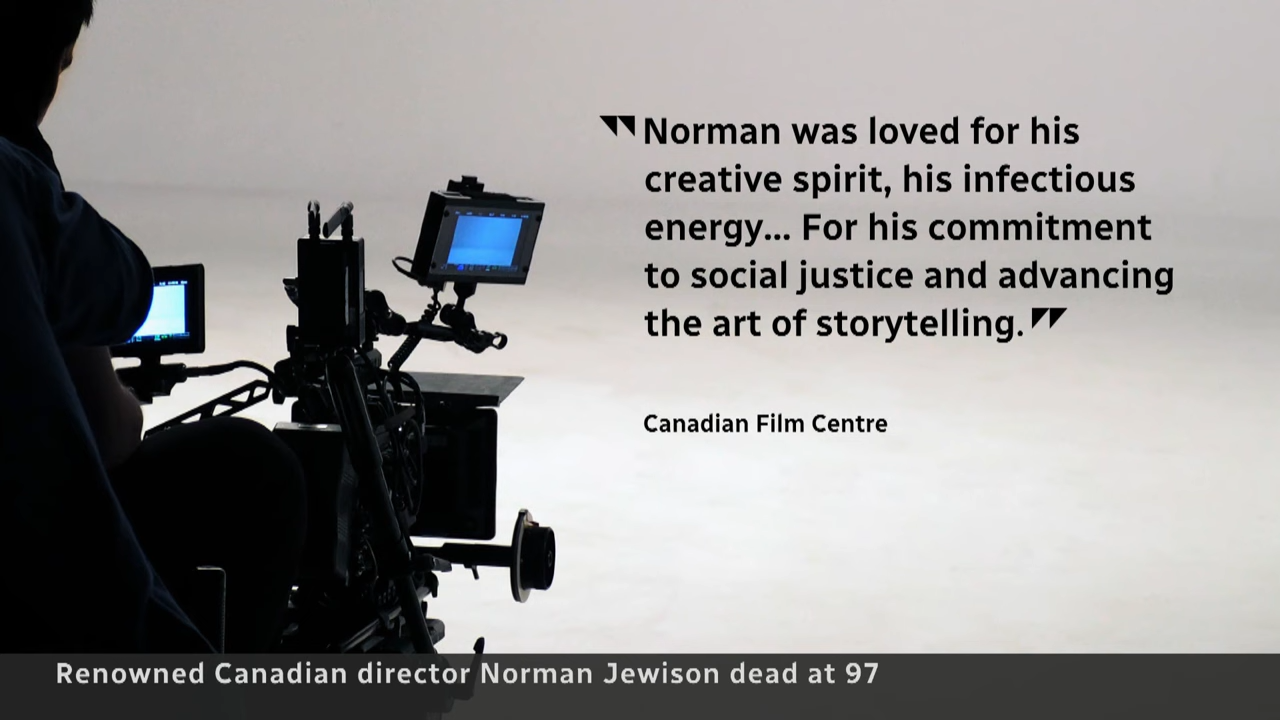 "Norman was loved for his
creative spirit, his infectious
energy... For his commitment
to social justice and advancing
the art of storytelling."
Canadian Film Centre
Renowned Canadian director Norman Jewison dead at 97